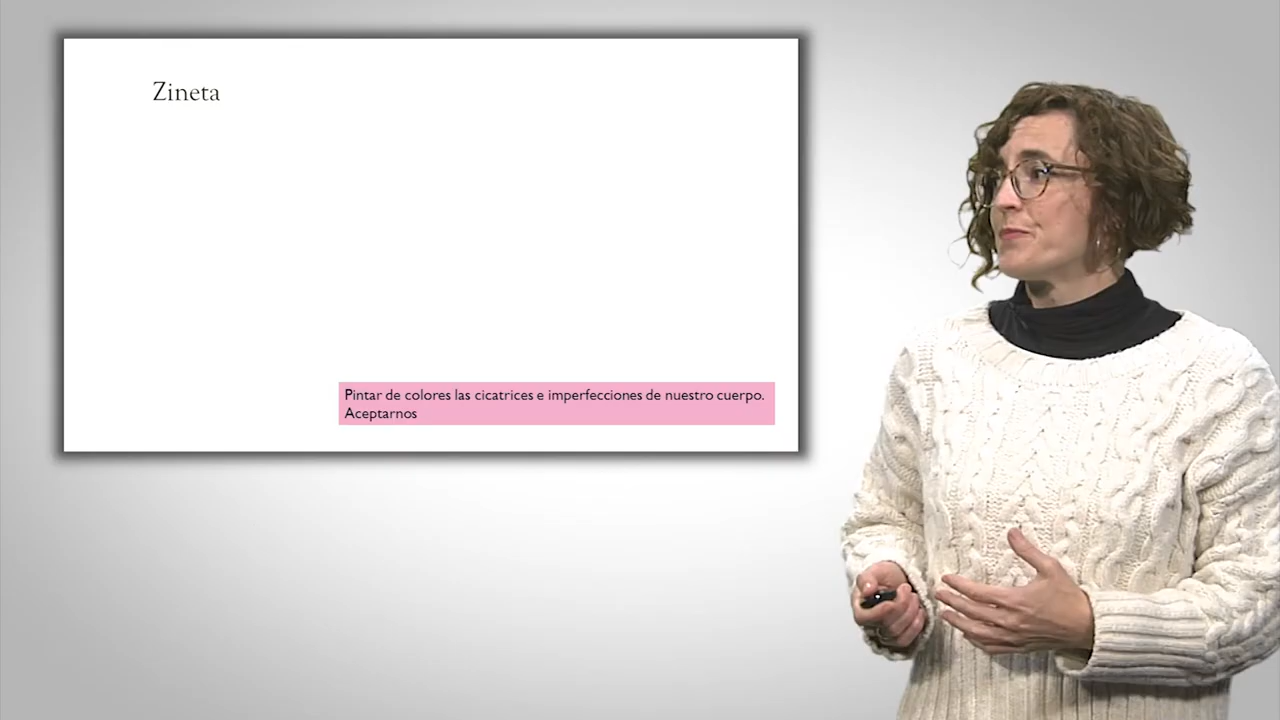 Zineta
Pintar de colores las cicatrices e imperfecciones de nuestro cuerpo.
Aceptarnos